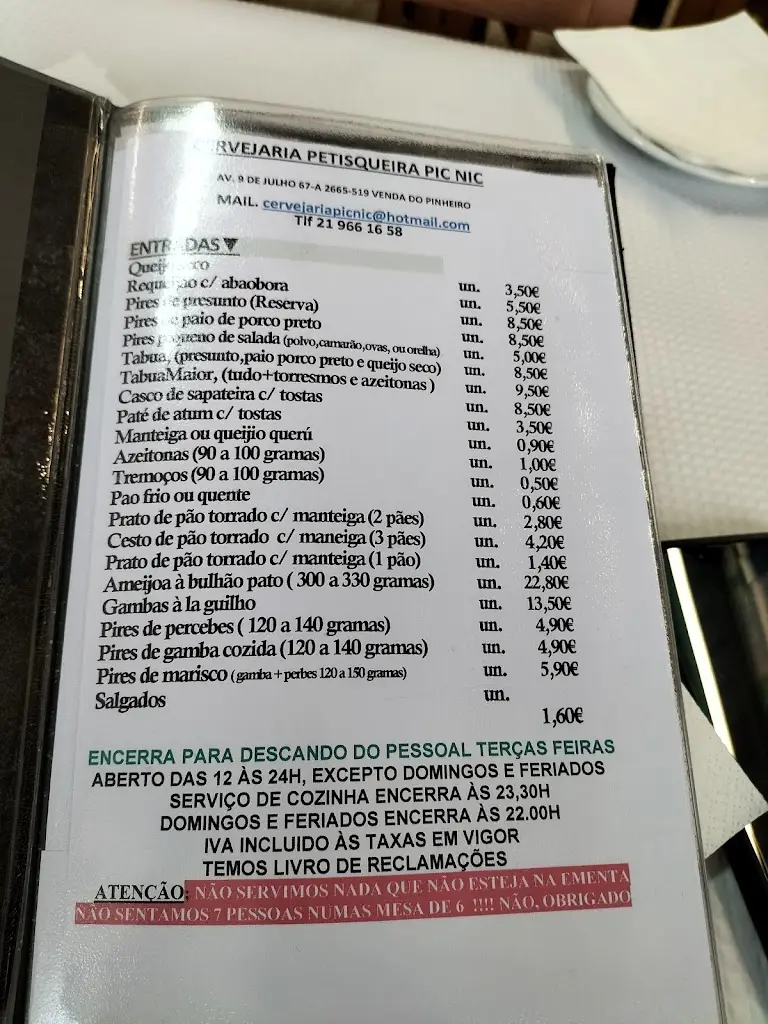 CERVEJARIA PETISQUEIRA PIC NIC
AV. 9 DE JULHO 67-A 2665-519 VENDA DO PINHEIRO
MAIL. cervejariapicnic@hotmail.com
Tlf 21 966 16 58
ENTRADAS▼
Queijo seco un. 3,50€
Requeijao c/ abaobora un. 5,50€
Pires de presunto (Reserva) un. 8,50€
Pires de paio de porco preto un. 8,50€
Pires pequeno de salada (polvo,camarão,ovas, ou orelha) un. 5,00€
Tabua, (presunto,paio porco preto e queijo seco) un. 8,50€
TabuaMaior, (tudo+torresmos e azeitonas ) un. 9,50€
Casco de sapateira c/ tostas un. 8,50€
Paté de atum c/ tostas un. 3,50€
Manteiga ou queijio querú un. 0,90€
Azeitonas (90 a 100 gramas) un. 1,00€
Tremoços (90 a 100 gramas) un. 0,50€
Pao frio ou quente un. 0,60€
Prato de pão torrado c/ manteiga (2 pães) un. 2,80€
Cesto de pão torrado c/ maneiga (3 pães) un. 4,20€
Prato de pão torrado c/ manteiga (1 pão) un. 1,40€
Ameijoa à bulhão pato ( 300 a 330 gramas) un. 22,80€
Gambas à la guilho un. 13,50€
Pires de percebes ( 120 a 140 gramas) un. 4,90€
Pires de gamba cozida (120 a 140 gramas) un. 4,90€
Pires de marisco ( gamba + perbes 120 a 150 gramas) un. 5,90€
Salgados un. 1,60€
ENCERRA PARA DESCANDO DO PESSOAL TERÇAS FEIRAS
ABERTO DAS 12 ÀS 24H, EXCEPTO DOMINGOS E FERIADOS
SERVIÇO DE COZINHA ENCERRA ÀS 23,30H
DOMINGOS E FERIADOS ENCERRA ÀS 22.00H
IVA INCLUIDO ÀS TAXAS EM VIGOR
TEMOS LIVRO DE RECLAMAÇÕES
ATENÇÃO: NÃO SERVIMOS NADA QUE NÃO ESTEJA NA EMENTA
NÃO SENTAMOS 7 PESSOAS NUMAS MESA DE 6 !!!! NÃO, OBRIGADO